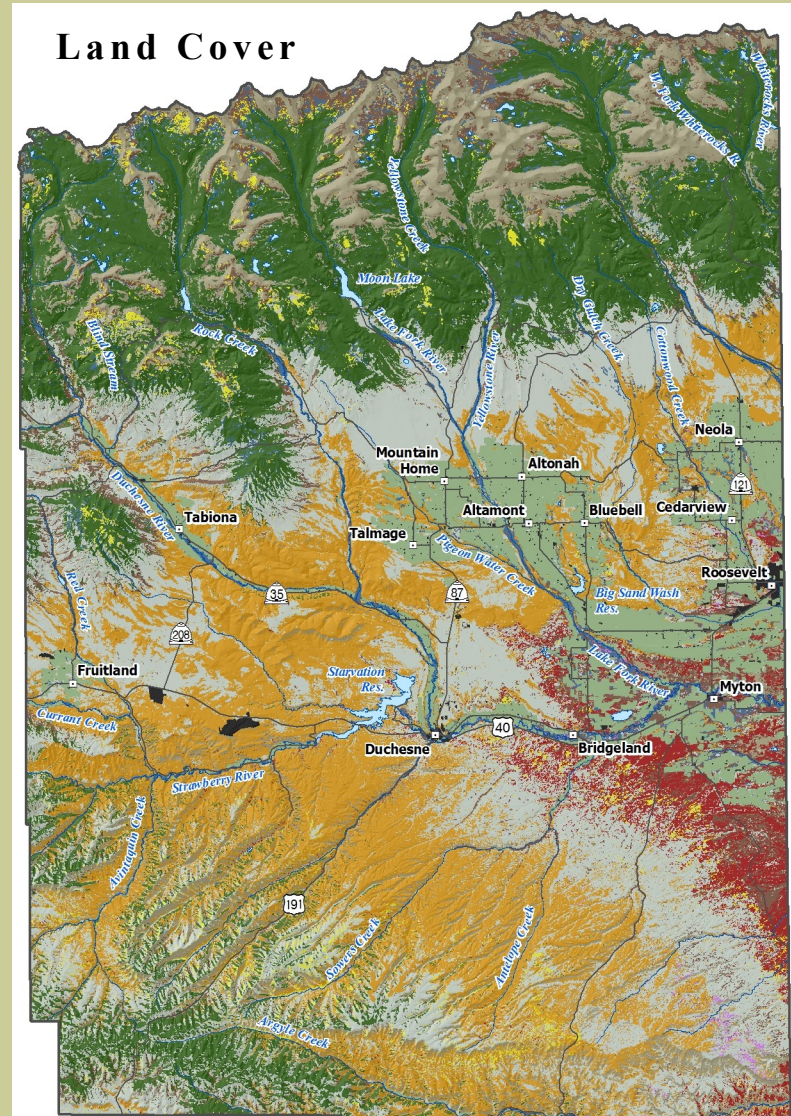 Land Cover
Whiterocks River
W. Fork Whiterocks R.
Yellowstone Creek
Moon Lake
Lake Fork River
Rock Creek
Blind Stream
Yellowstone River
Dry Gulch Creek
Cottonwood Creek
Neola
Mountain
Home
Altonah
121
Duchesne River
Tabiona
Talmage
Altamont
Bluebell
Cedarview
Pigeon Water Creek
Roosevelt
Red Creek
35
87
Big Sand Wash
Res.
208
Fruitland
Starvation
Res.
Lake Fork River
Myton
Currant Creek
Duchesne
40
Bridgeland
Strawberry River
Avintaquin Creek
191
Sowers Creek
Antelope Creek
Argyle Creek